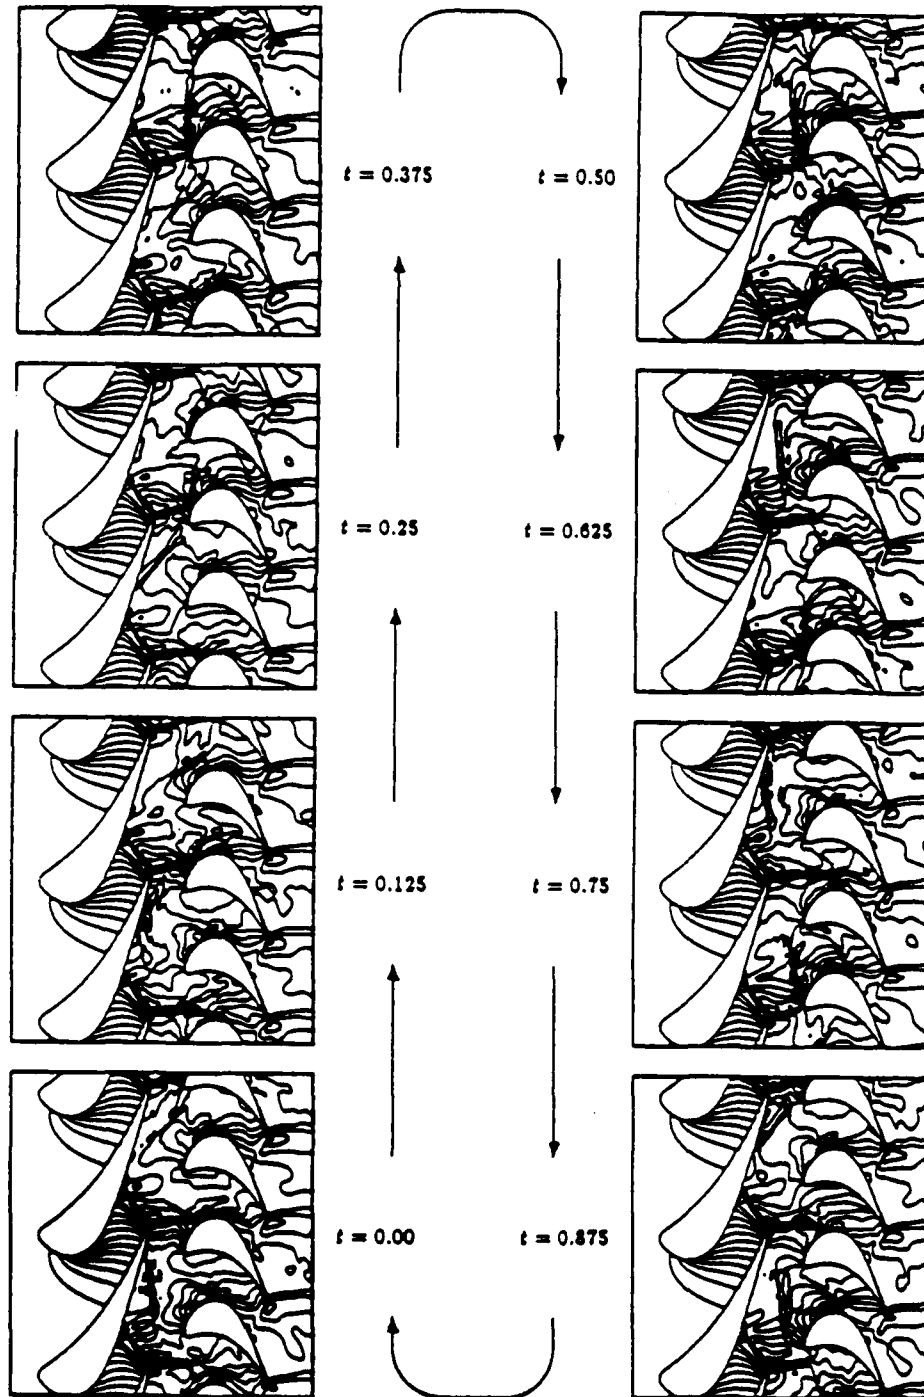 t = 0.375
t = 0.50
t = 0.25
t = 0.625
t = 0.125
t = 0.75
t = 0.00
t = 0.875